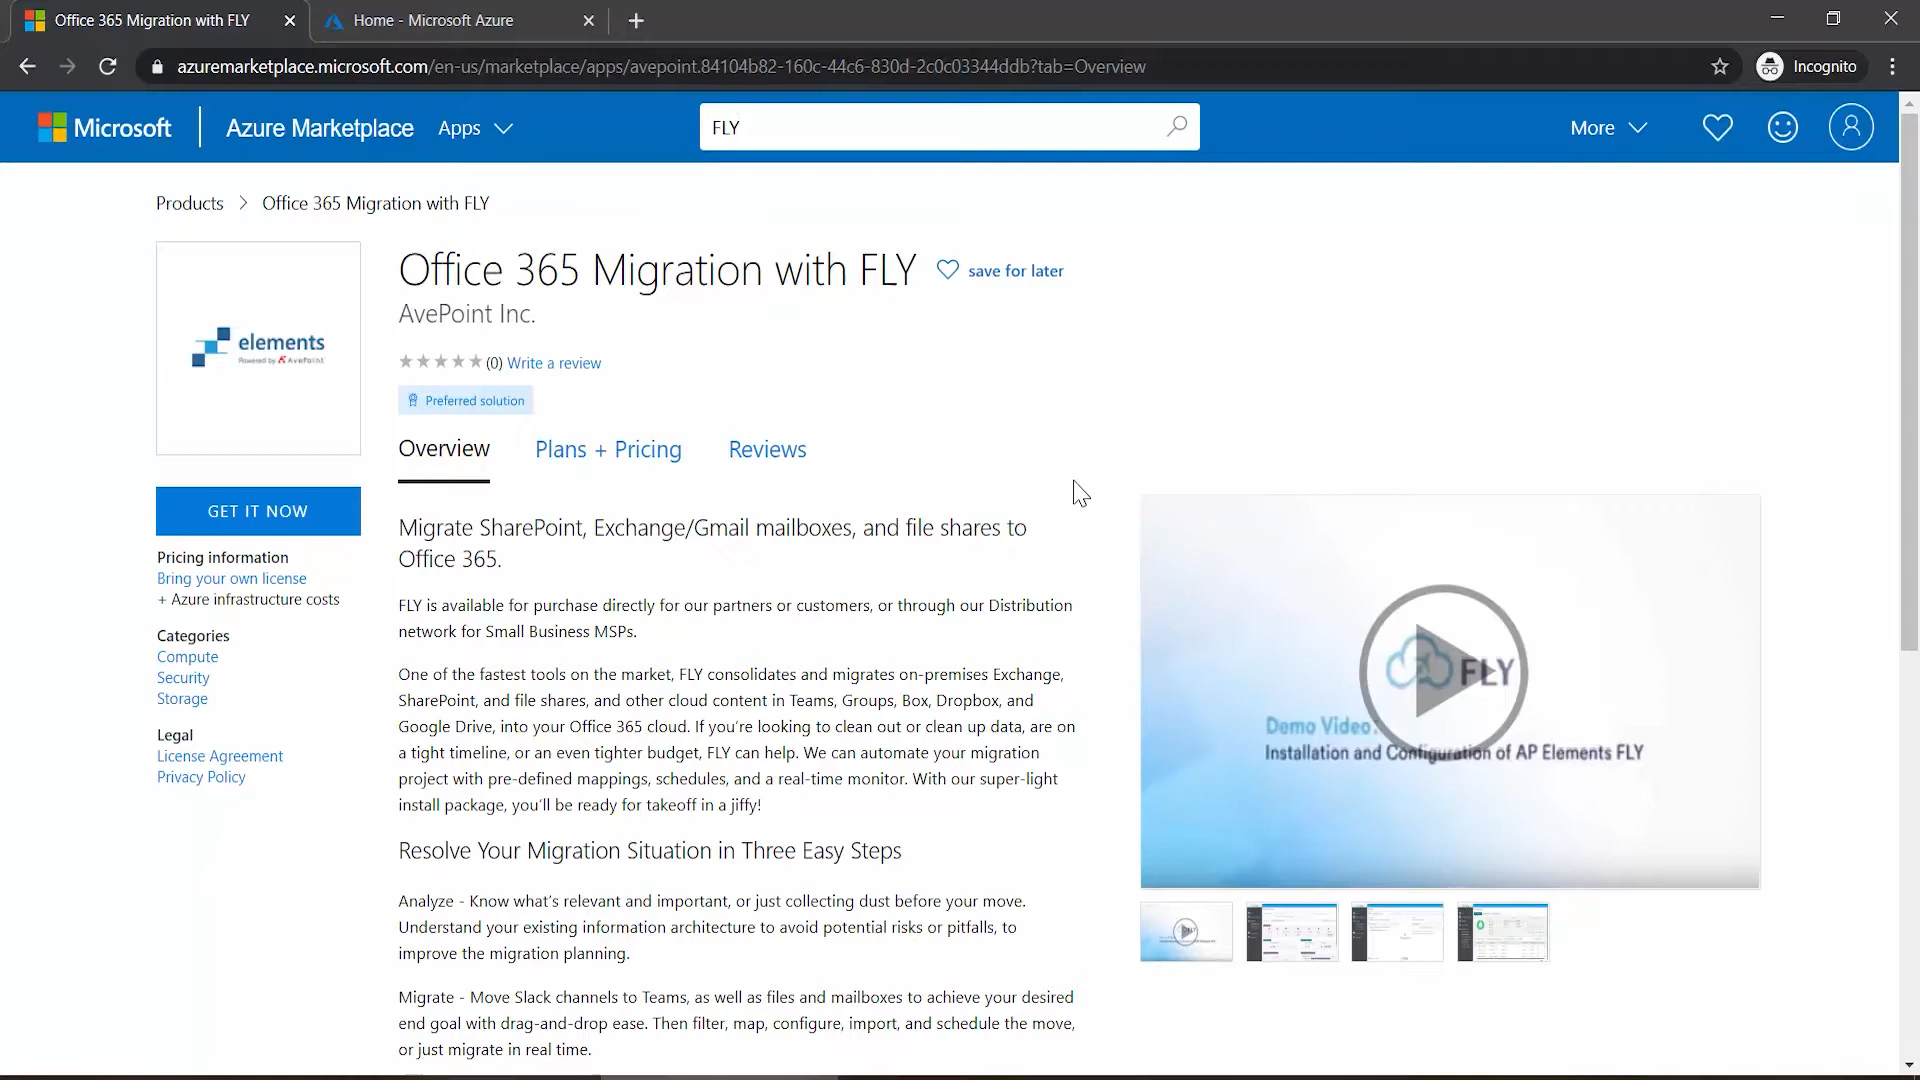 Office 365 Migration with FLY
Home - Microsoft Azure
azuremarketplace.microsoft.com/en-us/marketplace/apps/avepoint.84104b82-160c-44c6-830d-2c0c03344ddb?tab=Overview
Incognito
Microsoft
Azure Marketplace
Apps
FLY
More
Products > Office 365 Migration with FLY
elements
Powered by AvePoint
Office 365 Migration with FLY
save for later
AvePoint Inc.
(0) Write a review
Preferred solution
Overview
Plans + Pricing
Reviews
GET IT NOW
Pricing information
Bring your own license
+ Azure infrastructure costs
Categories
Compute
Security
Storage
Legal
License Agreement
Privacy Policy
Migrate SharePoint, Exchange/Gmail mailboxes, and file shares to
Office 365.
FLY is available for purchase directly for our partners or customers, or through our Distribution
network for Small Business MSPs.
One of the fastest tools on the market, FLY consolidates and migrates on-premises Exchange,
SharePoint, and file shares, and other cloud content in Teams, Groups, Box, Dropbox, and
Google Drive, into your Office 365 cloud. If you're looking to clean out or clean up data, are on
a tight timeline, or an even tighter budget, FLY can help. We can automate your migration
project with pre-defined mappings, schedules, and a real-time monitor. With our super-light
install package, you'll be ready for takeoff in a jiffy!
Resolve Your Migration Situation in Three Easy Steps
Analyze - Know what's relevant and important, or just collecting dust before your move.
Understand your existing information architecture to avoid potential risks or pitfalls, to
improve the migration planning.
Migrate - Move Slack channels to Teams, as well as files and mailboxes to achieve your desired
end goal with drag-and-drop ease. Then filter, map, configure, import, and schedule the move,
or just migrate in real time.
FLY
Demo Video:
Installation and Configuration of AP Elements FLY